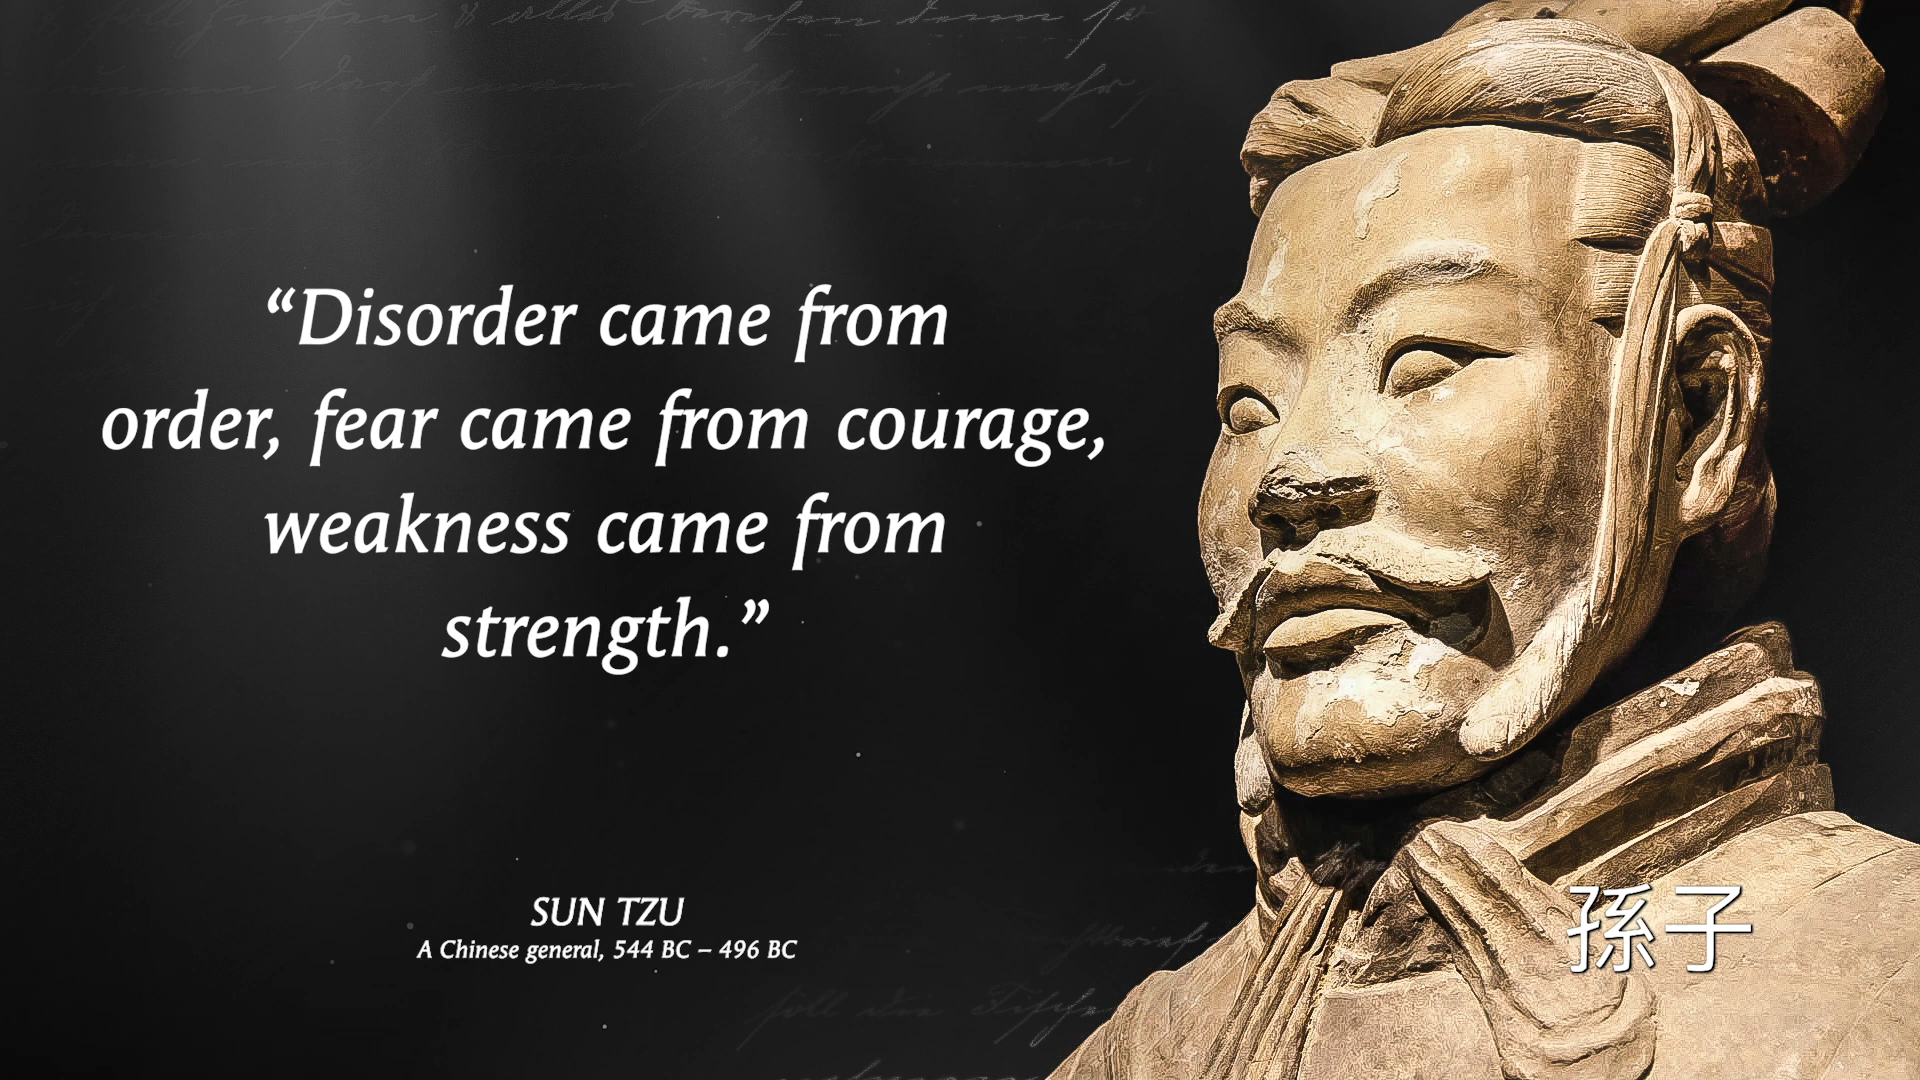 “Disorder came from
order, fear came from courage,
weakness came from
strength.”
SUN TZU
A Chinese general, 544 BC – 496 BC
孫子